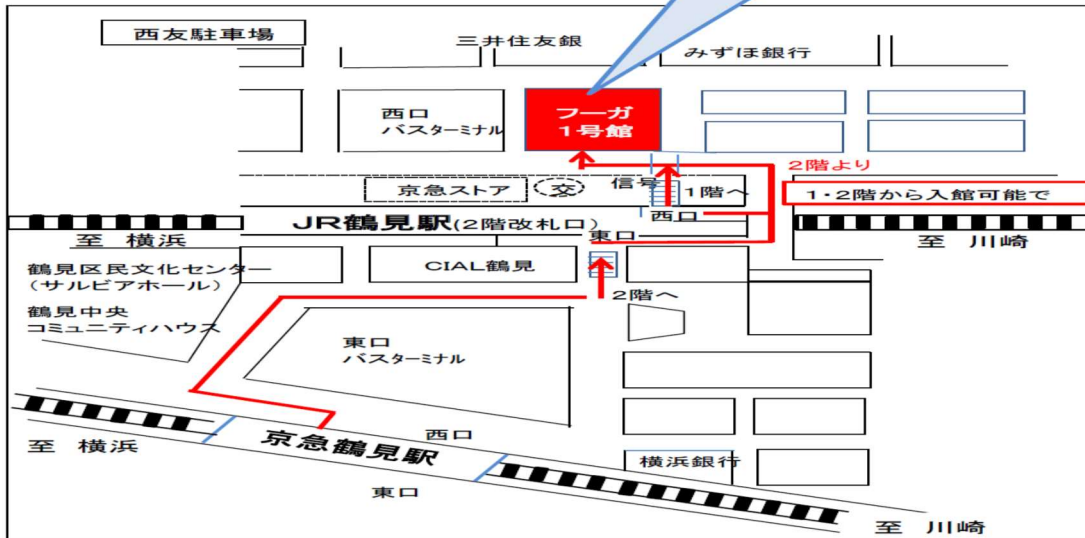 西友駐車場
三井住友銀
みずほ銀行
西口
バスターミナル
フーガ
1号館
2階より
京急ストア
交
信号
1階へ
1・2階から入館可能で
西口
JR鶴見駅(2階改札口)
東口
至 横浜
至 川崎
鶴見区民文化センター
(サルビアホール)
CIAL鶴見
2階へ
鶴見中央
コミュニティハウス
東口
バスターミナル
西口
京急鶴見駅
至 横浜
横浜銀行
東口
至 川崎